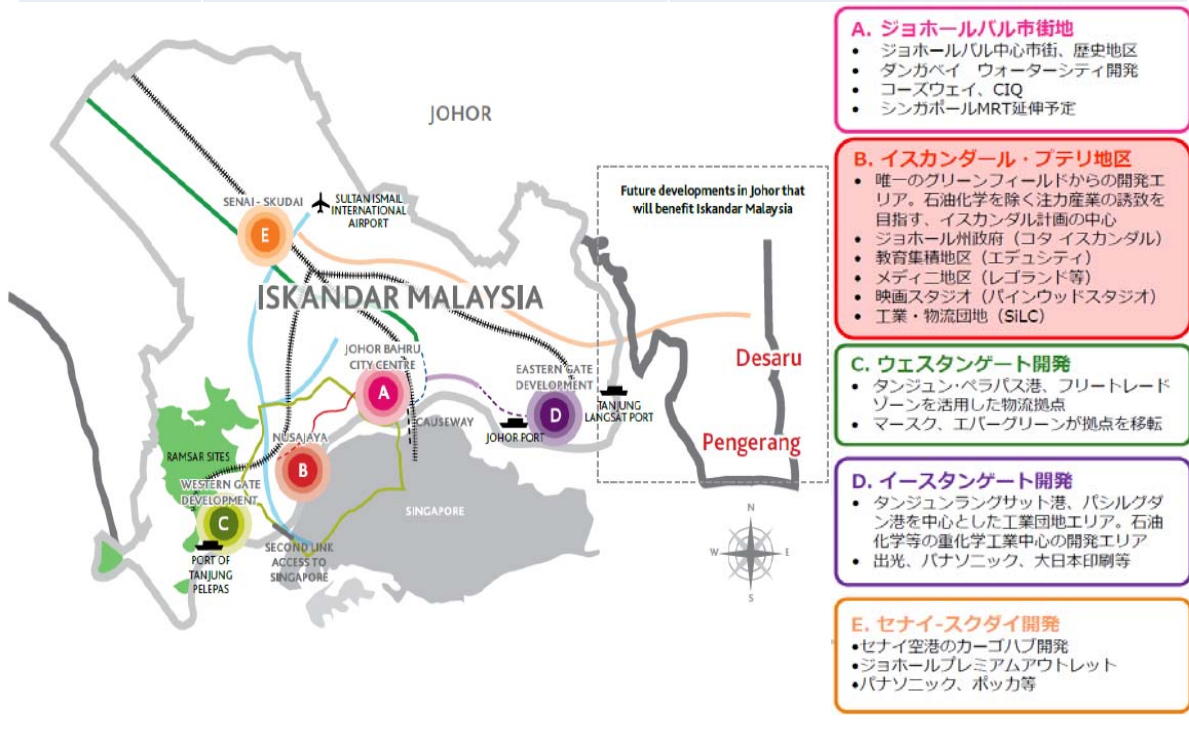 JOHOR
Future developments in Johor that
will benefit Iskandar Malaysia
SENAI - SKUDAI
SULTAN ISMAIL
INTERNATIONAL
AIRPORT
E
ISKANDAR MALAYSIA
JOHOR BAHRU
CITY CENTRE
A
EASTERN GATE
DEVELOPMENT
D
CAUSEWAY
JOHOR PORT
TANJUNG
LANGSAT PORT
Desaru
Pengerang
NUSAJAYA
B
RAMSAR SITES
WESTERN GATE
DEVELOPMENT
C
SINGAPORE
PORT OF
TANJUNG
PELEPAS
SECOND LINK
ACCESS TO
SINGAPORE
N
W
E
S
A. ジョホールバル市街地
• ジョホールバル中心市街、歴史地区
• ダンガベイ ウォーターシティ開発
• コーズウェイ、CIQ
• シンガポールMRT延伸予定
B. イスカンダール・プテリ地区
• 唯一のグリーンフィールドからの開発エ
リア。石油化学を除く注力産業の誘致を
目指す、イスカンダル計画の中心
• ジョホール州政府（コタ イスカンダル）
• 教育集積地区（エデュシティ）
• メディニ地区（レゴランド等）
• 映画スタジオ（パインウッドスタジオ）
• 工業・物流団地（SiLC）
C. ウェスタンゲート開発
• タンジュン・ペラパス港、フリートレード
ゾーンを活用した物流拠点
• マースク、エバーグリーンが拠点を移転
D. イースタンゲート開発
• タンジュンラングサット港、パシルグダ
ン港を中心とした工業団地エリア。石油
化学等の重化学工業中心の開発エリア
• 出光、パナソニック、大日本印刷等
E. セナイ-スクダイ開発
•セナイ空港のカーゴハブ開発
•ジョホールプレミアムアウトレット
•パナソニック、ポッカ等